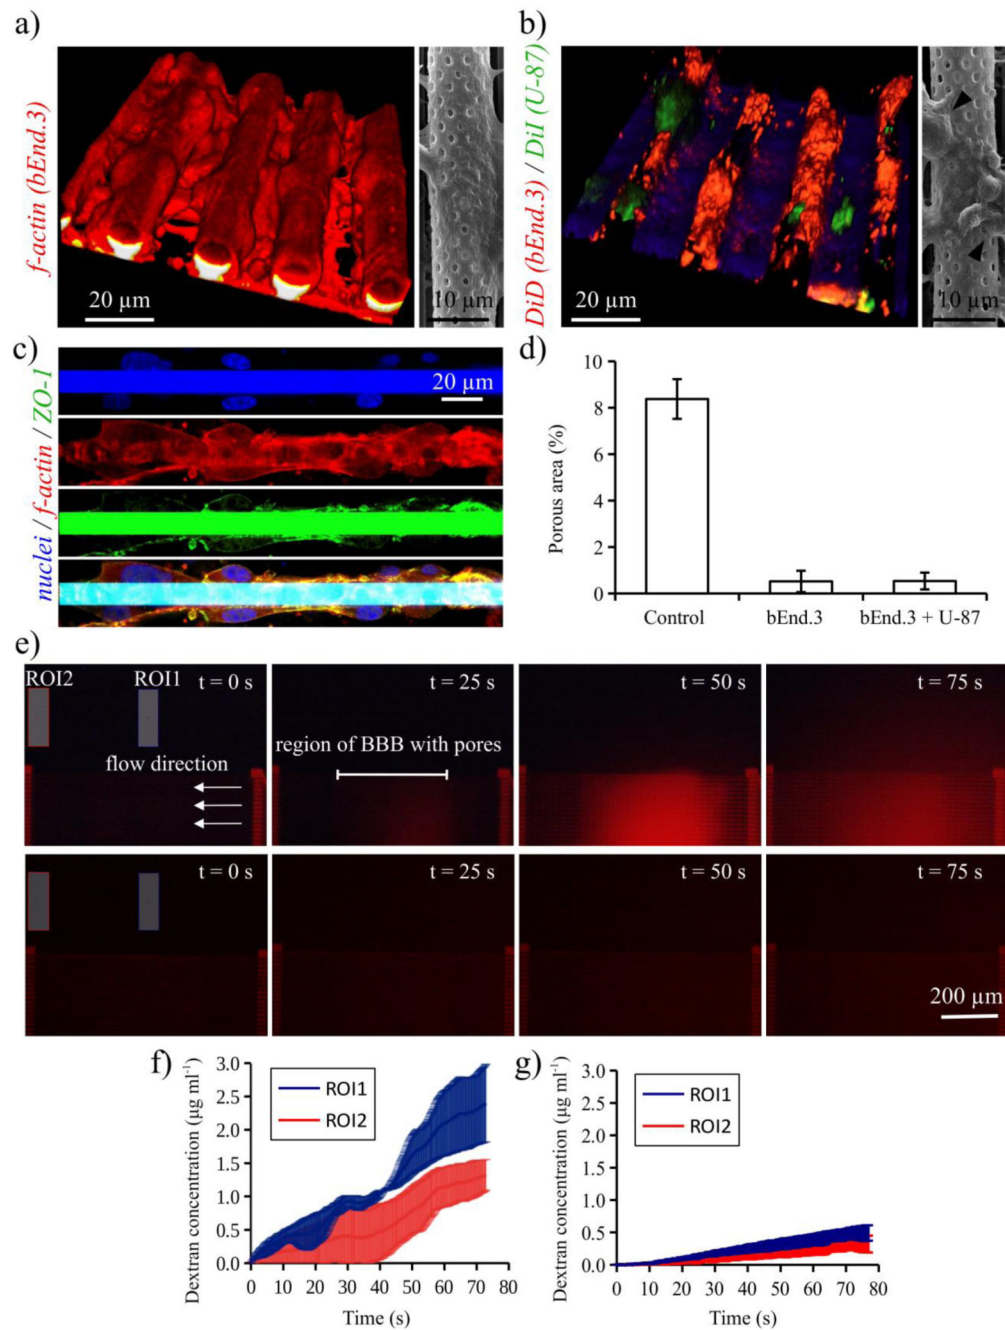 a)
f-actin (bEnd.3)
20 µm
10 µm
b)
DiD (bEnd.3) / DiI (U-87)
20 µm
10 µm
c)
nuclei / f-actin / ZO-1
20 µm
d)
Porous area (%)
10
8
6
4
2
0
Control
bEnd.3
bEnd.3 + U-87
e)
ROI2
ROI1
t = 0 s
flow direction
t = 25 s
region of BBB with pores
t = 50 s
t = 75 s
t = 0 s
t = 25 s
t = 50 s
t = 75 s
200 µm
f)
Dextran concentration (µg ml⁻¹)
3.0
2.5
2.0
1.5
1.0
0.5
0.0
ROI1
ROI2
0 10 20 30 40 50 60 70 80
Time (s)
g)
Dextran concentration (µg ml⁻¹)
3.0
2.5
2.0
1.5
1.0
0.5
0.0
ROI1
ROI2
0 10 20 30 40 50 60 70 80
Time (s)